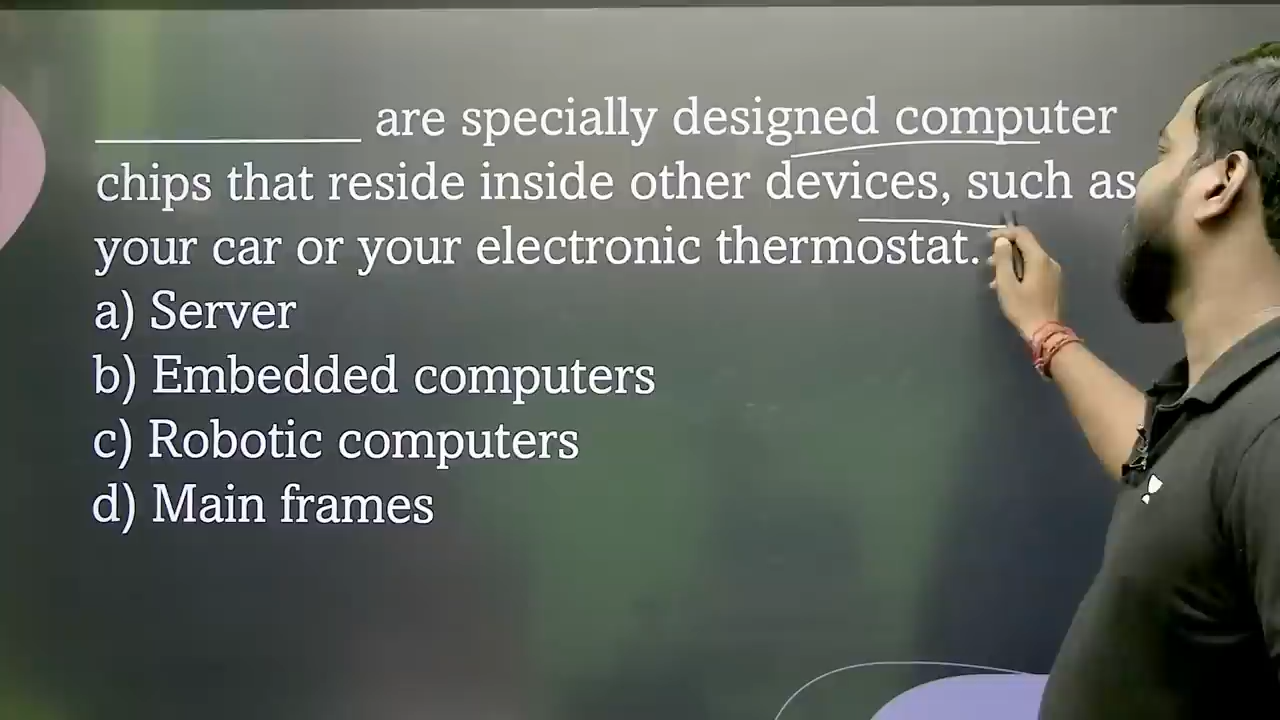 __________ are specially designed computer
chips that reside inside other devices, such as
your car or your electronic thermostat.
a) Server
b) Embedded computers
c) Robotic computers
d) Main frames